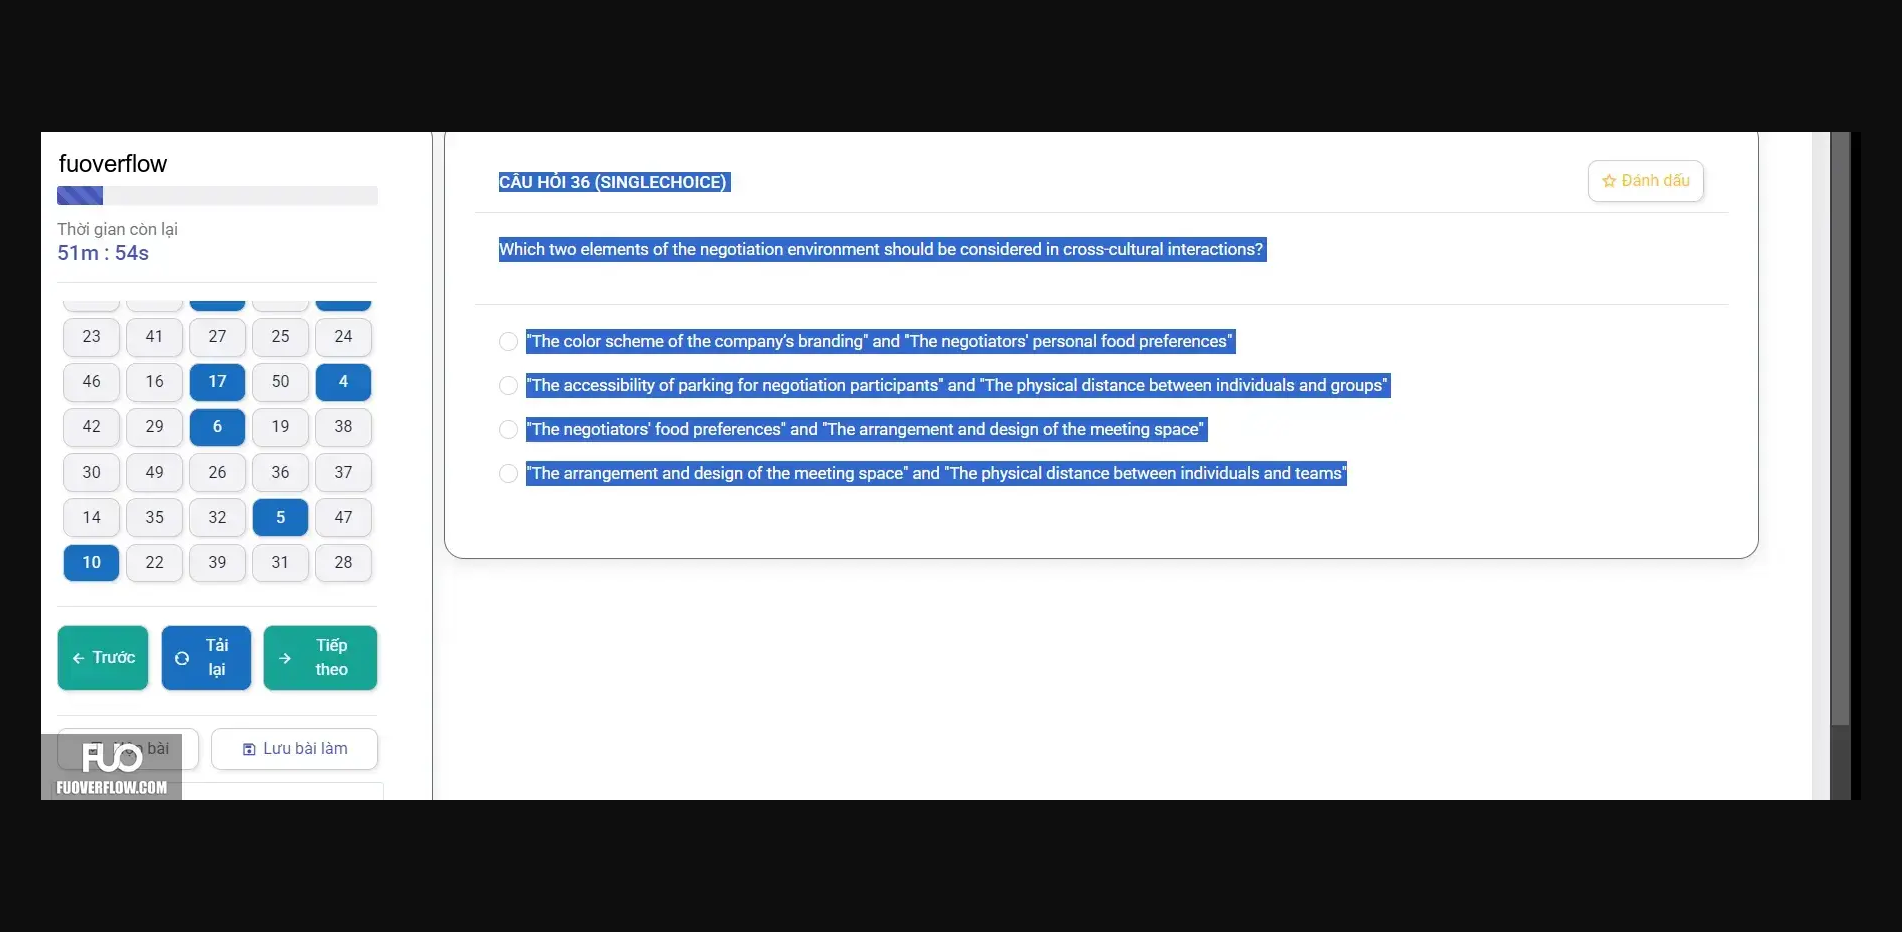 fuoverflow
Thời gian còn lại
51m : 54s
23 41 27 25 24
46 16 17 50 4
42 29 6 19 38
30 49 26 36 37
14 35 32 5 47
10 22 39 31 28
← Trước
Tải lại
→ Tiếp theo
bài
Lưu bài làm
FUO
FUOVERFLOW.COM
CÂU HỎI 36 (SINGLECHOICE)
Đánh dấu
Which two elements of the negotiation environment should be considered in cross-cultural interactions?
"The color scheme of the company's branding" and "The negotiators' personal food preferences"
"The accessibility of parking for negotiation participants" and "The physical distance between individuals and groups"
"The negotiators' food preferences" and "The arrangement and design of the meeting space"
"The arrangement and design of the meeting space" and "The physical distance between individuals and teams"